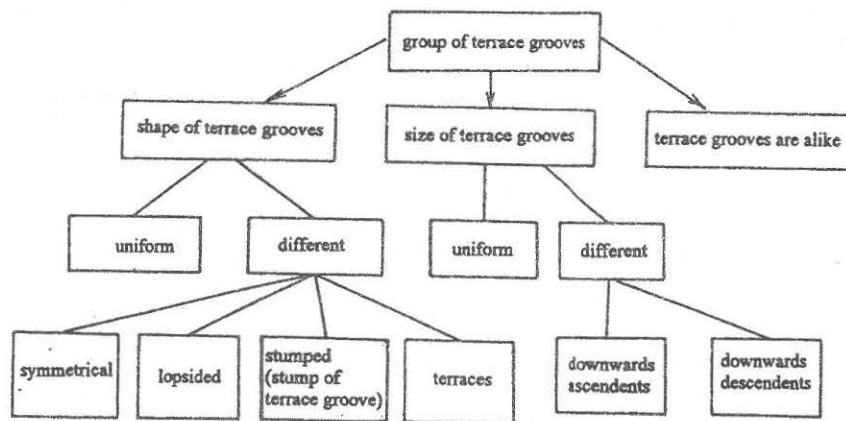 group of terrace grooves
shape of terrace grooves
size of terrace grooves
terrace grooves are alike
uniform
different
uniform
different
symmetrical
lopsided
stumped
(stump of
terrace groove)
terraces
downwards
ascendents
downwards
descendents